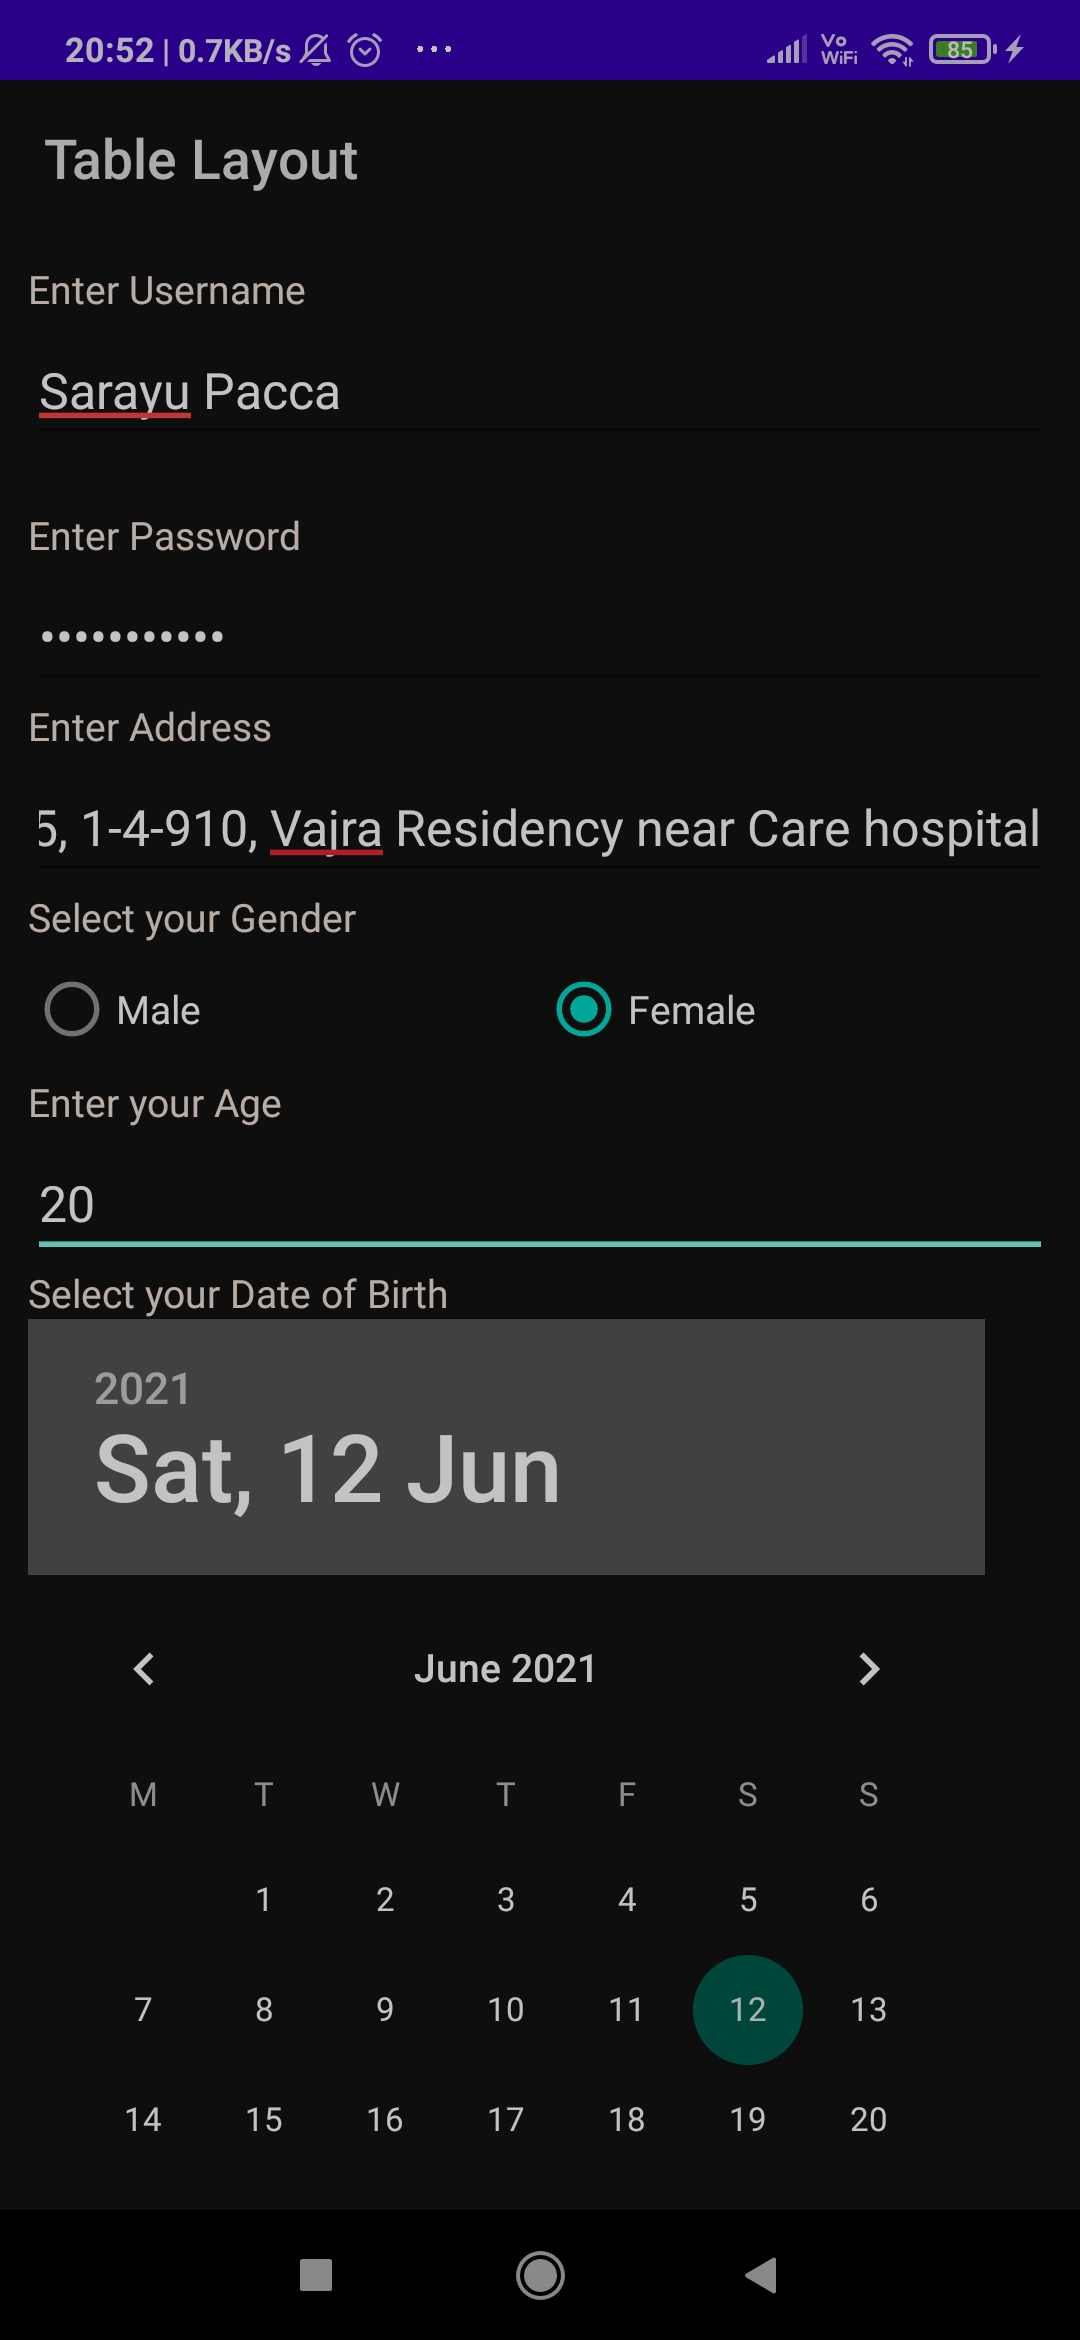 20:52 | 0.7KB/s ... Vo WiFi 85
Table Layout
Enter Username
Sarayu Pacca
Enter Password
•••••••••••
Enter Address
5, 1-4-910, Vajra Residency near Care hospital
Select your Gender
Male Female
Enter your Age
20
Select your Date of Birth
2021
Sat, 12 Jun
June 2021
M T W T F S S
1 2 3 4 5 6
7 8 9 10 11 12 13
14 15 16 17 18 19 20